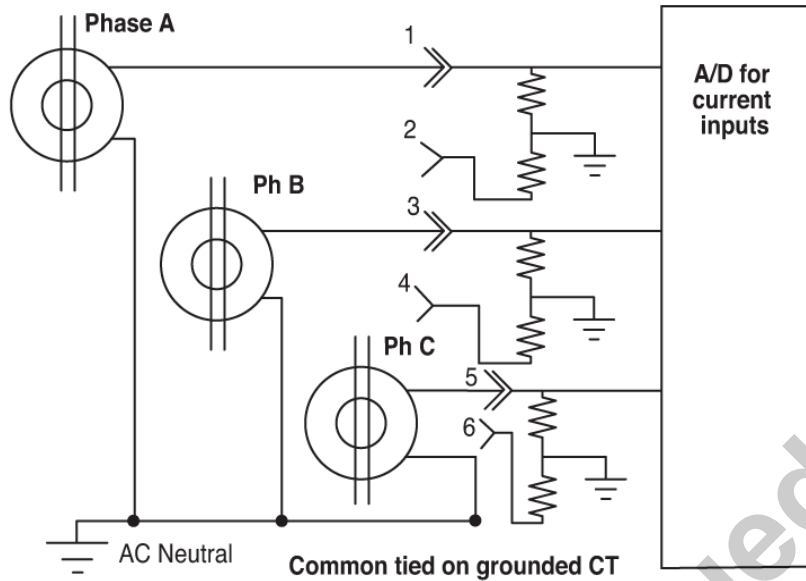 Phase A
1
A/D for
current
inputs
2
Ph B
3
4
Ph C
5
6
AC Neutral
Common tied on grounded CT